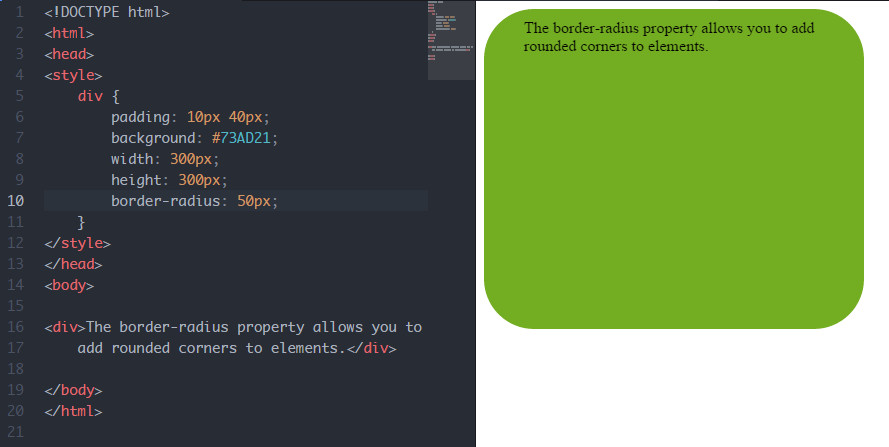 1 <!DOCTYPE html>
2 <html>
3 <head>
4 <style>
5 div {
6 padding: 10px 40px;
7 background: #73AD21;
8 width: 300px;
9 height: 300px;
10 border-radius: 50px;
11 }
12 </style>
13 </head>
14 <body>
15
16 <div>The border-radius property allows you to
17 add rounded corners to elements.</div>
18
19 </body>
20 </html>
21
The border-radius property allows you to add
rounded corners to elements.